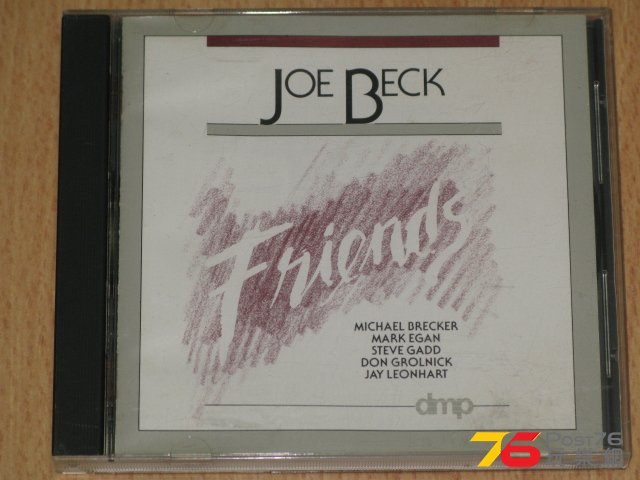 JOE BECK
Friends
MICHAEL BRECKER
MARK EGAN
STEVE GADD
DON GROLNICK
JAY LEONHART
dmp
76 Post76